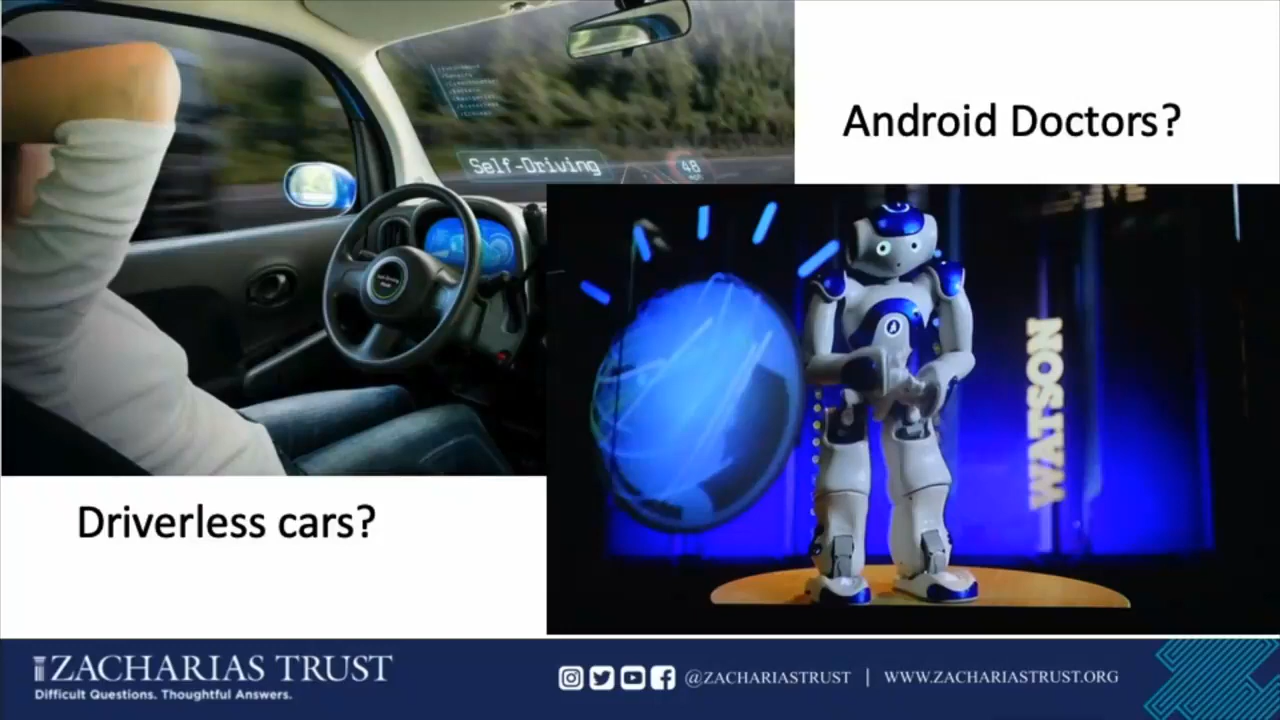 Android Doctors?
Self-Driving
48
WATSON
Driverless cars?
ZACHARIAS TRUST
Difficult Questions. Thoughtful Answers.
@ZACHARIASTRUST | WWW.ZACHARIASTRUST.ORG